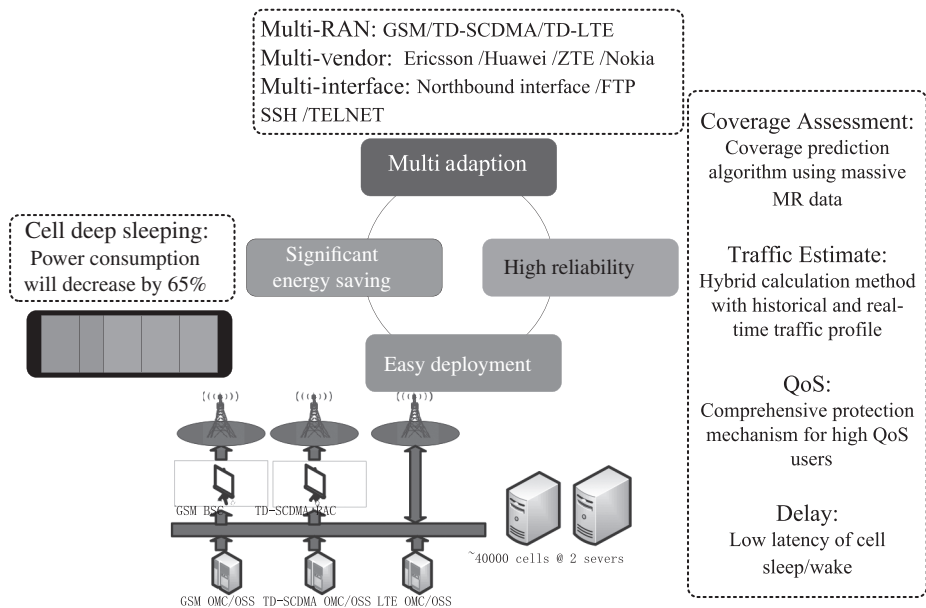 Multi-RAN: GSM/TD-SCDMA/TD-LTE
Multi-vendor: Ericsson /Huawei /ZTE /Nokia
Multi-interface: Northbound interface /FTP
SSH /TELNET
Multi adaption
Cell deep sleeping:
Power consumption
will decrease by 65%
Significant
energy saving
High reliability
Easy deployment
Coverage Assessment:
Coverage prediction
algorithm using massive
MR data
Traffic Estimate:
Hybrid calculation method
with historical and real-
time traffic profile
QoS:
Comprehensive protection
mechanism for high QoS
users
Delay:
Low latency of cell
sleep/wake
GSM BSC
TD-SCDMA RAC
~40000 cells @ 2 severs
GSM OMC/OSS
TD-SCDMA OMC/OSS
LTE OMC/OSS